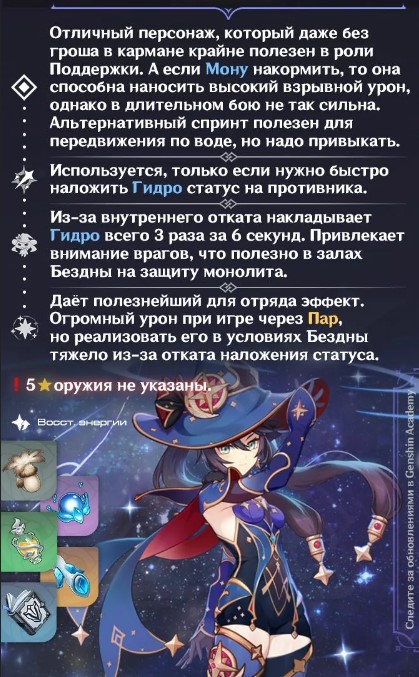 Отличный персонаж, который даже без
гроша в кармане крайне полезен в роли
Поддержки. А если Мону накормить, то она
способна наносить высокий взрывной урон,
однако в длительном бою не так сильна.
Альтернативный спринт полезен для
передвижения по воде, но надо привыкать.
Используется, только если нужно быстро
наложить Гидро статус на противника.
Из-за внутреннего отката накладывает
Гидро всего 3 раза за 6 секунд. Привлекает
внимание врагов, что полезно в залах
Бездны на защиту монолита.
Даёт полезнейший для отряда эффект.
Огромный урон при игре через Пар,
но реализовать его в условиях Бездны
тяжело из-за отката наложения статуса.
! 5★оружия не указаны.
Восст. энергии
Следите за обновлениями в Genshin Academy